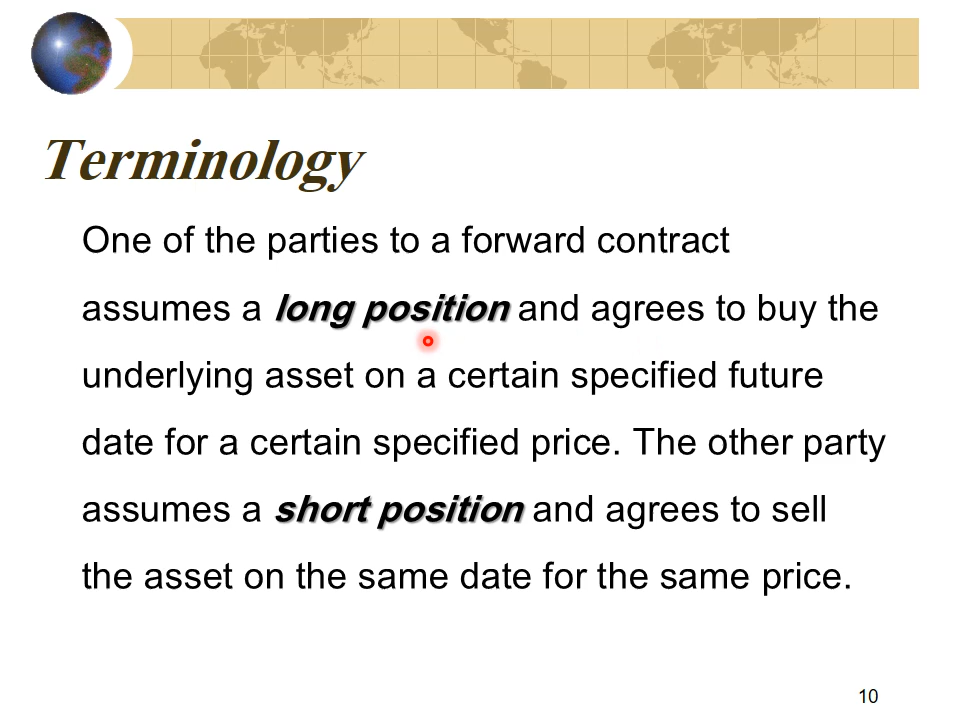 Terminology
One of the parties to a forward contract
assumes a long position and agrees to buy the
underlying asset on a certain specified future
date for a certain specified price. The other party
assumes a short position and agrees to sell
the asset on the same date for the same price.
10